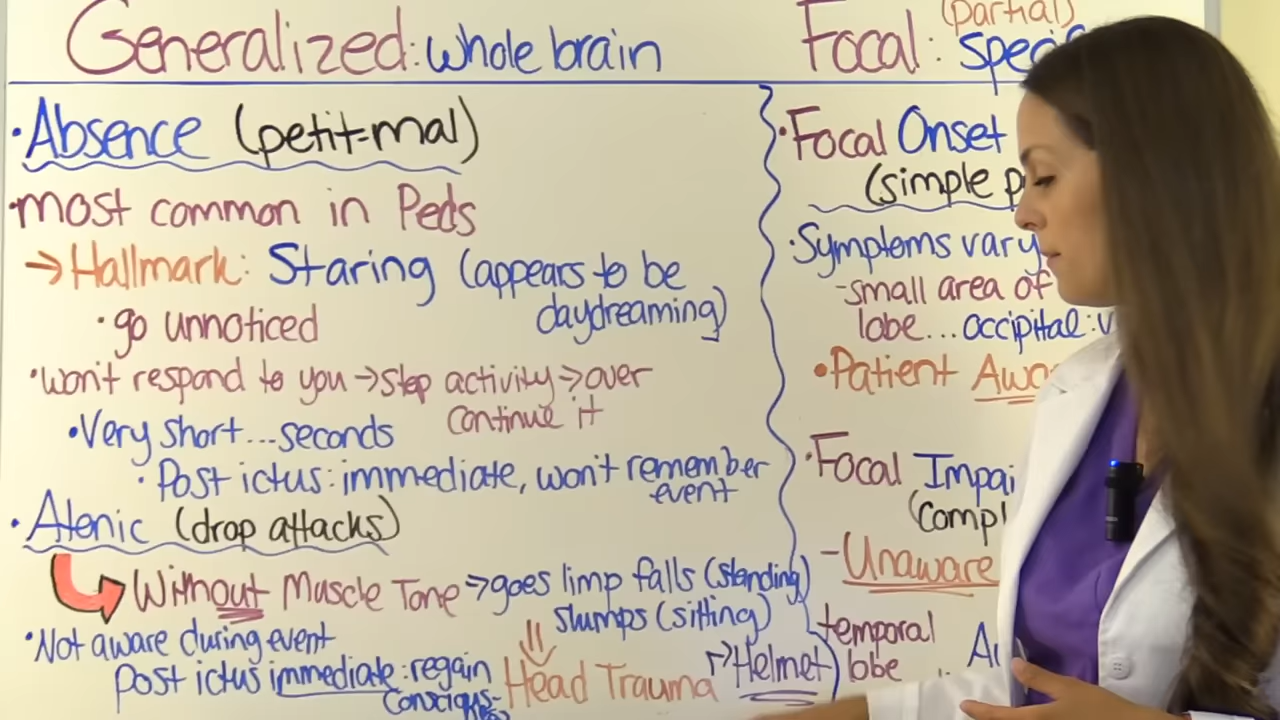 Generalized: whole brain
•Absence (petit-mal)
•most common in Peds
→Hallmark: Staring (appears to be
daydreaming)
•go unnoticed
•won't respond to you→stop activity→over
continue it
•Very short...seconds
•Post ictus: immediate, won't remember
event
•Atonic (drop attacks)
Without Muscle Tone→goes limp falls (standing)
slumps (sitting)
•Not aware during event
Post ictus immediate: regain
Head Trauma
→Helmet
(partial)
Focal:
•Focal Onset
(simple
•Symptoms vary
-small area of
lobe...occipital:
•Patient
•Focal
-Unaware
temporal
lobe